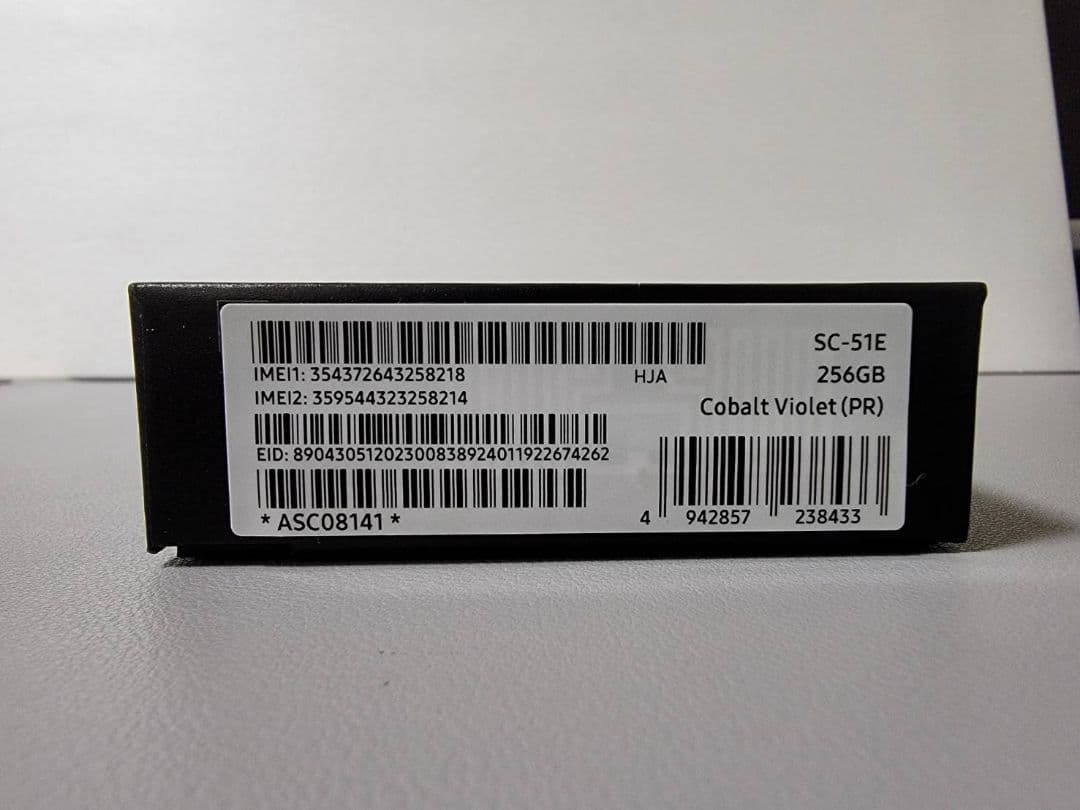 IMEI1: 354372643258218
HJA
IMEI2: 359544323258214
EID: 89043051202300838924011922674262
* ASC08141 *
SC-51E
256GB
Cobalt Violet (PR)
4 942857 238433